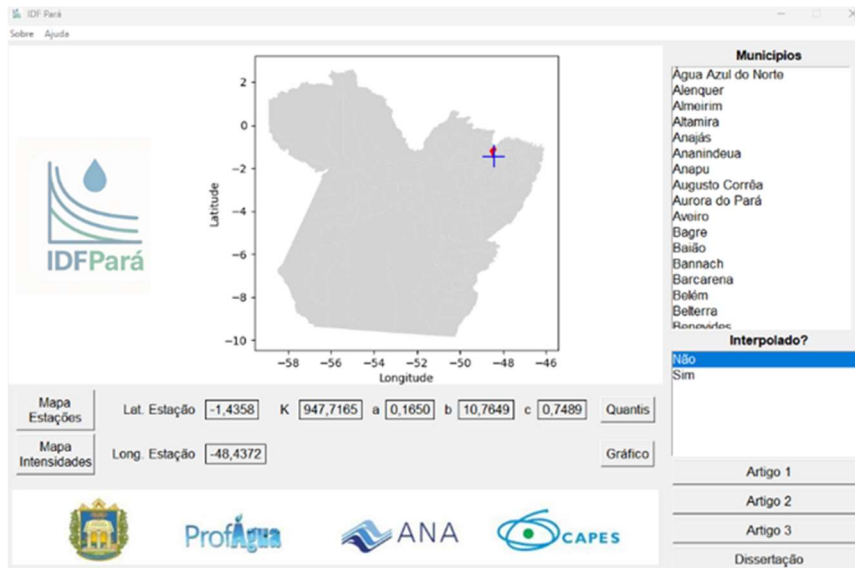 IDF Pará
Sobre Ajuda
Latitude
2
0
−2
−4
−6
−8
−10
−58 −56 −54 −52 −50 −48 −46
Longitude
IDFPará
Municípios
Água Azul do Norte
Alenquer
Almeirim
Altamira
Anajás
Ananindeua
Anapu
Augusto Corrêa
Aurora do Pará
Aveiro
Bagre
Baião
Bannach
Barcarena
Belém
Belterra
Benevides
Interpolado?
Não
Sim
Mapa
Estações
Lat. Estação -1,4358 K 947,7165 a 0,1650 b 10,7649 c 0,7489 Quantis
Mapa
Intensidades
Long. Estação -48,4372 Gráfico
Artigo 1
Artigo 2
Artigo 3
Dissertação
ProfÁgua
ANA
CAPES